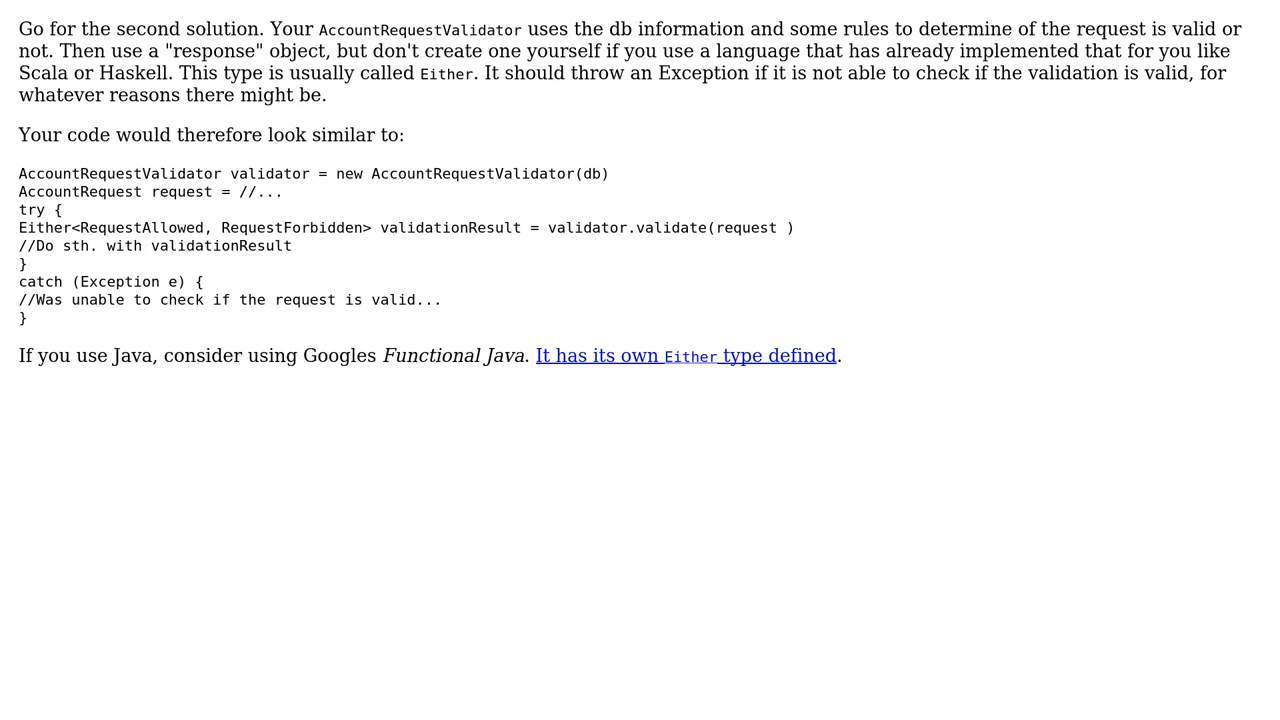 Go for the second solution. Your AccountRequestValidator uses the db information and some rules to determine of the request is valid or
not. Then use a "response" object, but don't create one yourself if you use a language that has already implemented that for you like
Scala or Haskell. This type is usually called Either. It should throw an Exception if it is not able to check if the validation is valid, for
whatever reasons there might be.
Your code would therefore look similar to:
AccountRequestValidator validator = new AccountRequestValidator(db)
AccountRequest request = //...
try {
Either<RequestAllowed, RequestForbidden> validationResult = validator.validate(request )
//Do sth. with validationResult
}
catch (Exception e) {
//Was unable to check if the request is valid...
}
If you use Java, consider using Googles Functional Java. It has its own Either type defined.